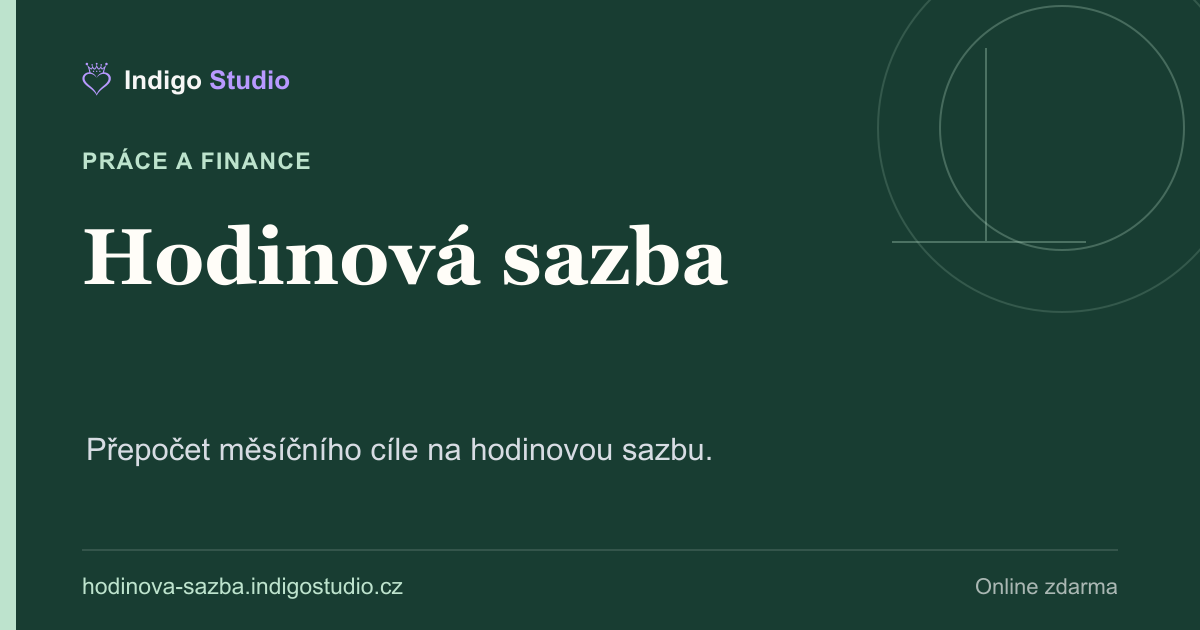 Indigo Studio
PRÁCE A FINANCE
Hodinová sazba
Přepočet měsíčního cíle na hodinovou sazbu.
hodinova-sazba.indigostudio.cz
Online zdarma